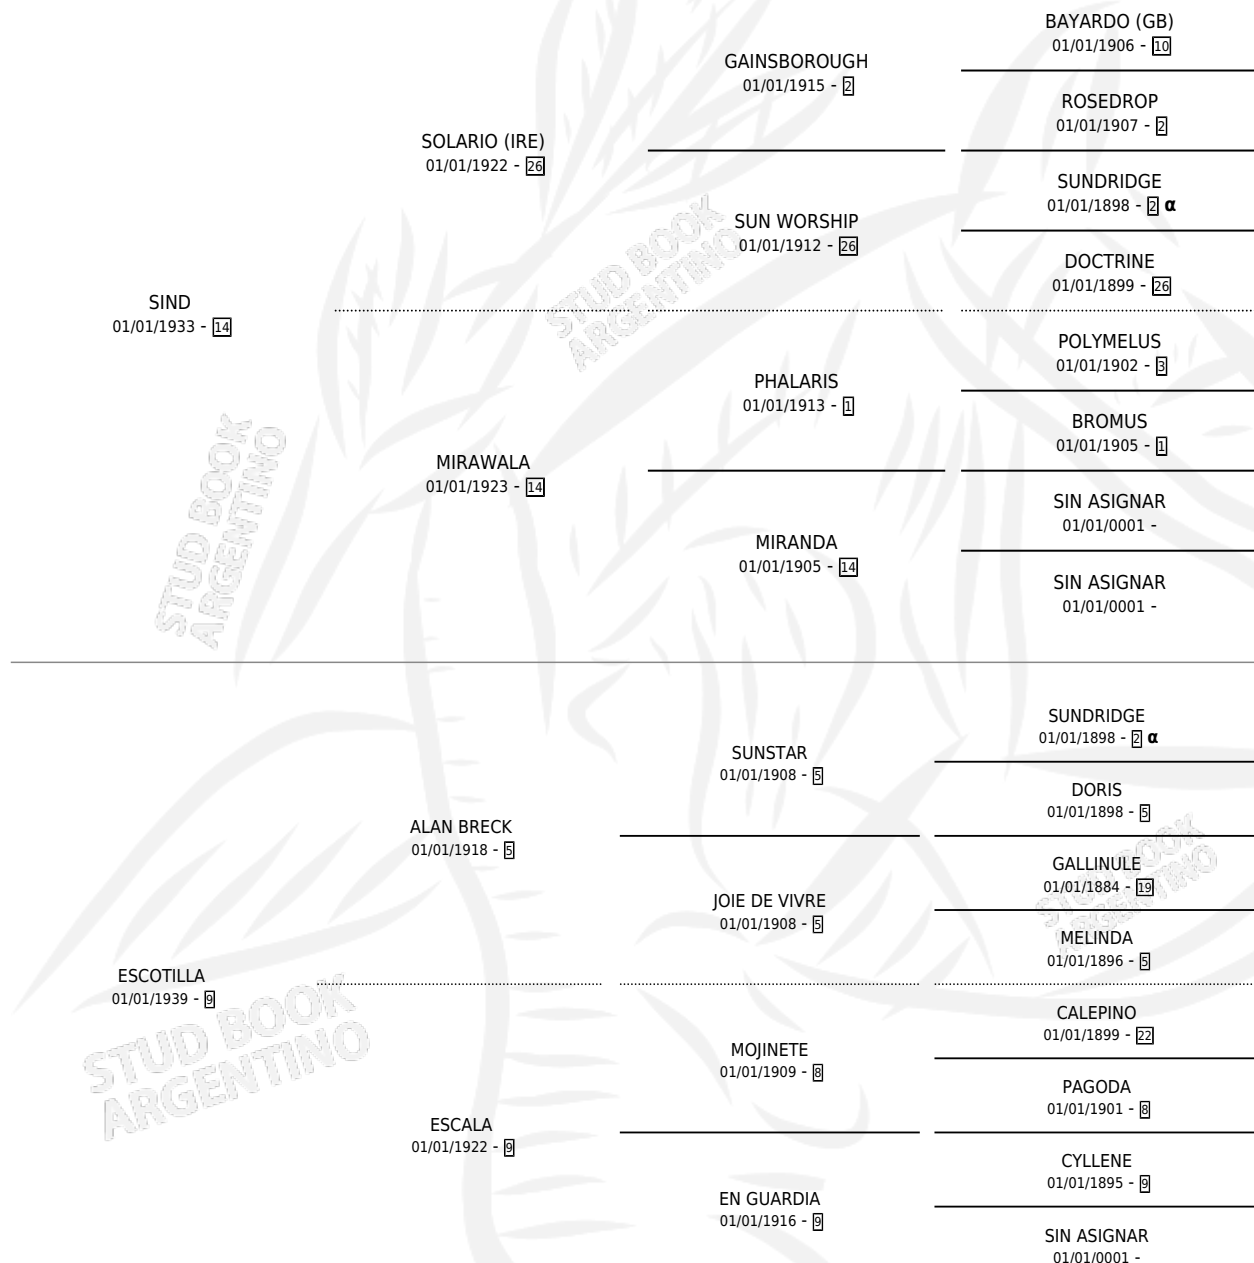 BAYARDO (GB)
01/01/1906 - 10
GAINSBOROUGH
01/01/1915 - 2
ROSEDROP
01/01/1907 - 2
SOLARIO (IRE)
01/01/1922 - 26
SUNDRIDGE
01/01/1898 - 2 α
SUN WORSHIP
01/01/1912 - 26
DOCTRINE
01/01/1899 - 26
STUD BOOK
ARGENTINO
SIND
01/01/1933 - 14
POLYMELUS
01/01/1902 - 3
PHALARIS
01/01/1913 - 1
BROMUS
01/01/1905 - 1
MIRAWALA
01/01/1923 - 14
STUD BOOK
ARGENTINO
SIN ASIGNAR
01/01/0001 -
MIRANDA
01/01/1905 - 14
SIN ASIGNAR
01/01/0001 -
SUNDRIDGE
01/01/1898 - 2 α
SUNSTAR
01/01/1908 - 5
DORIS
01/01/1898 - 5
ALAN BRECK
01/01/1918 - 5
GALLINULE
01/01/1884 - 19
STUD BOOK
ARGENTINO
JOIE DE VIVRE
01/01/1908 - 5
MELINDA
01/01/1896 - 5
ESCOTILLA
01/01/1939 - 9
STUD BOOK
ARGENTINO
CALEPINO
01/01/1899 - 22
MOJINETE
01/01/1909 - 8
PAGODA
01/01/1901 - 8
ESCALA
01/01/1922 - 9
CYLLENE
01/01/1895 - 9
EN GUARDIA
01/01/1916 - 9
SIN ASIGNAR
01/01/0001 -